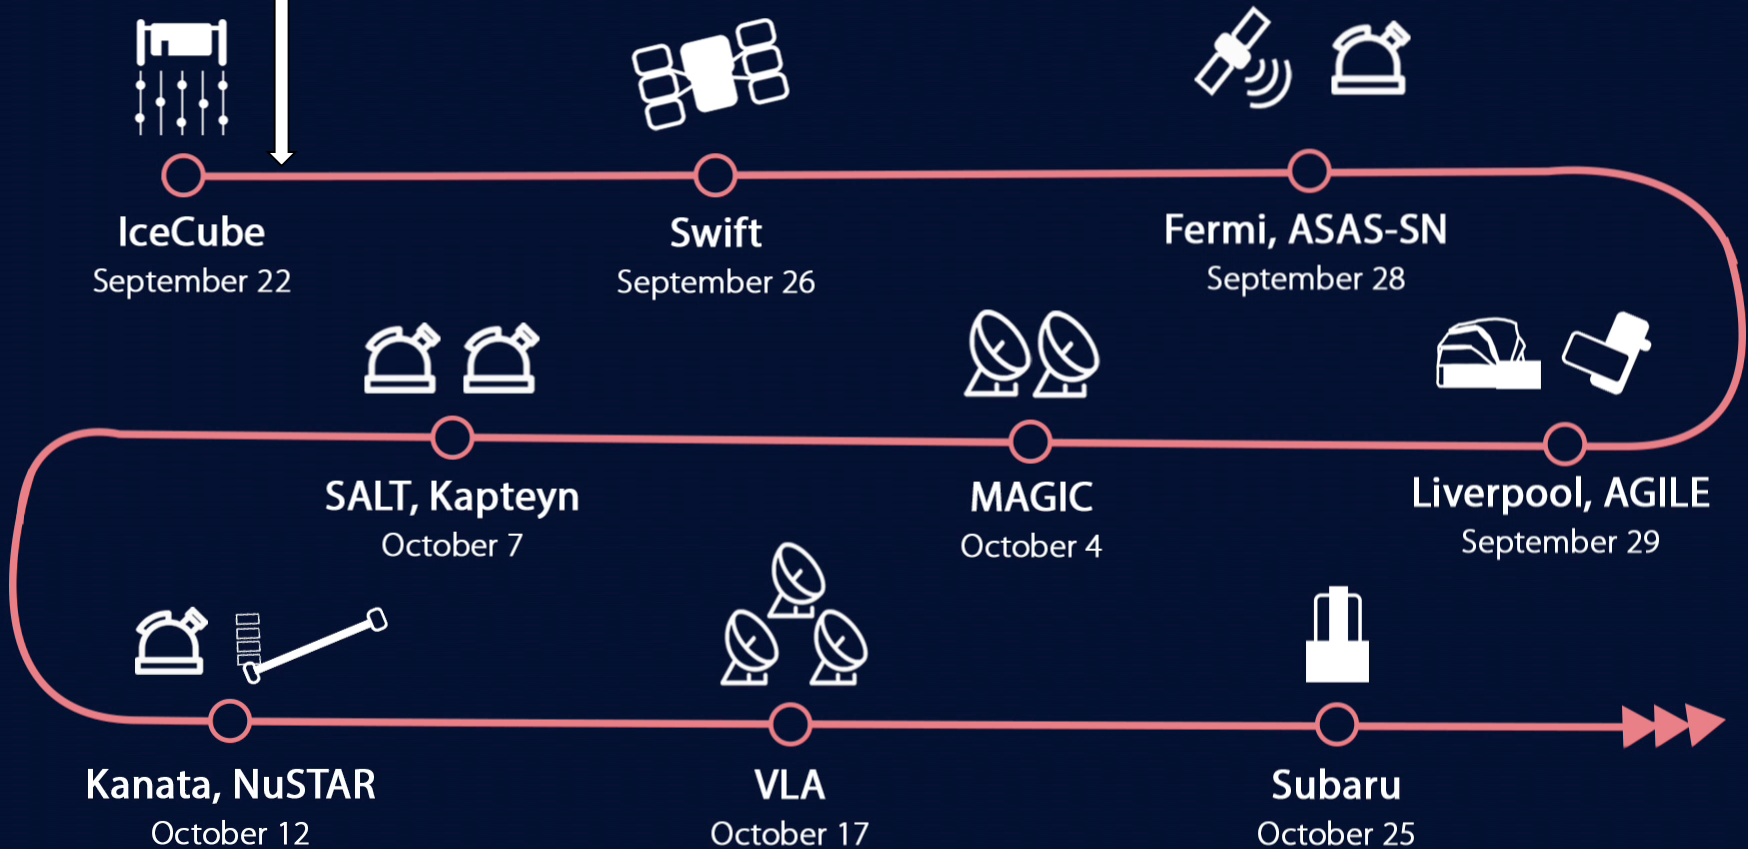 IceCube
September 22
Swift
September 26
Fermi, ASAS-SN
September 28
Liverpool, AGILE
September 29
MAGIC
October 4
SALT, Kapteyn
October 7
Kanata, NuSTAR
October 12
VLA
October 17
Subaru
October 25